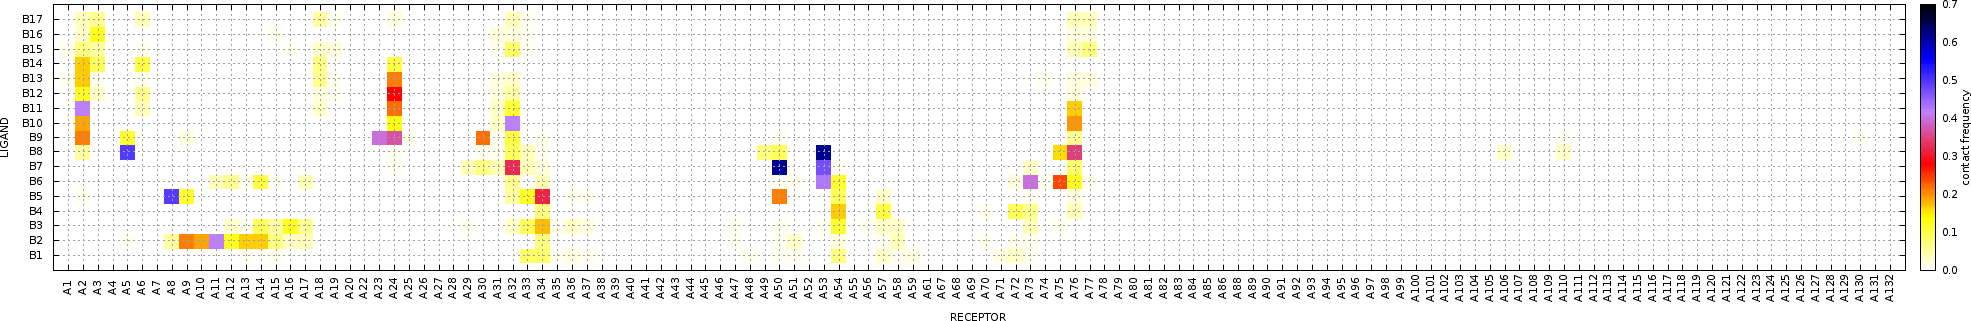 B17
B16
B15
B14
B13
B12
B11
B10
B9
B8
B7
B6
B5
B4
B3
B2
B1
LIGAND
A1 A2 A3 A4 A5 A6 A7 A8 A9 A10 A11 A12 A13 A14 A15 A16 A17 A18 A19 A20 A22 A23 A24 A25 A26 A27 A28 A29 A30 A31 A32 A33 A34 A35 A36 A37 A38 A39 A40 A41 A42 A43 A44 A45 A46 A47 A48 A49 A50 A51 A52 A53 A54 A55 A56 A57 A58 A59 A61 A67 A68 A69 A70 A71 A72 A73 A74 A75 A76 A77 A78 A79 A80 A81 A82 A83 A84 A85 A86 A88 A89 A90 A91 A92 A93 A94 A95 A96 A97 A98 A99 A100 A101 A102 A103 A104 A105 A106 A107 A108 A109 A110 A111 A112 A113 A114 A115 A116 A117 A118 A119 A120 A121 A122 A123 A124 A125 A126 A127 A128 A129 A130 A131 A132
RECEPTOR
0.7
0.6
0.5
0.4
0.3
0.2
0.1
0.0
contact frequency